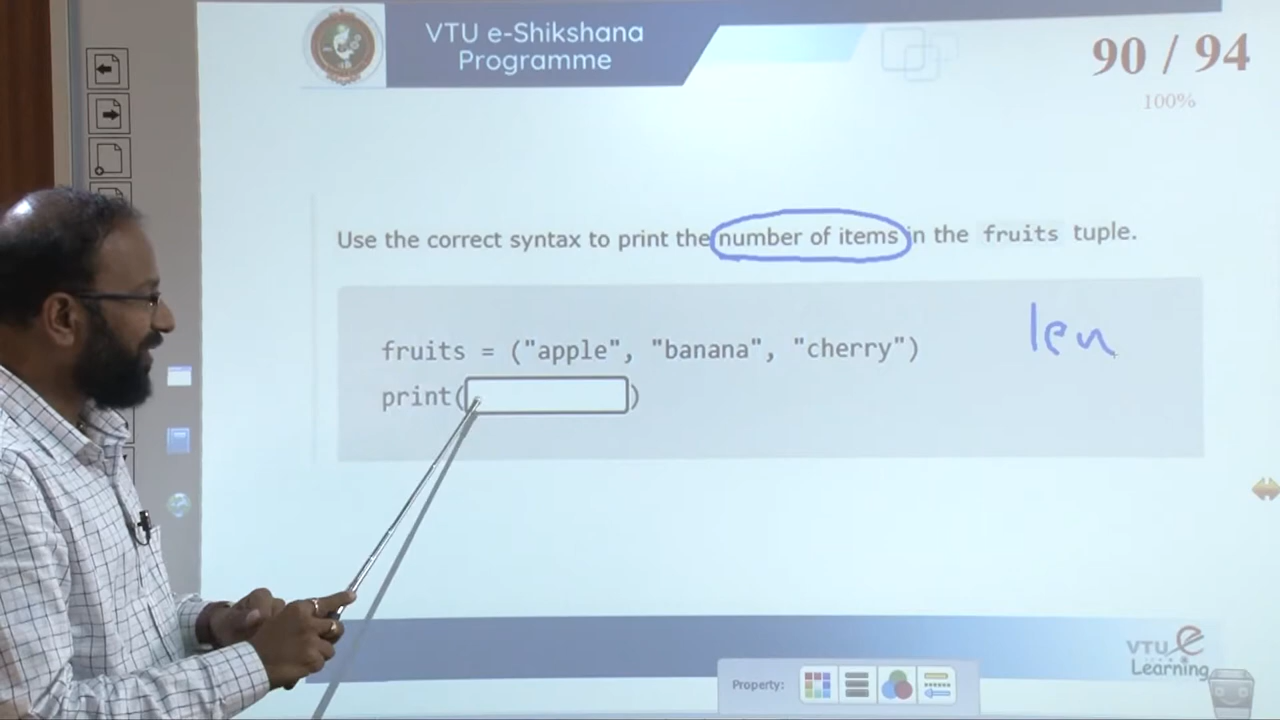 VTU e-Shikshana
Programme
90 / 94
100%
Use the correct syntax to print the number of items in the fruits tuple.
fruits = ("apple", "banana", "cherry")
len
print( )
VTU
Learning
Property: